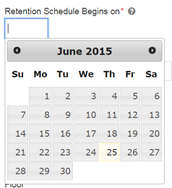 Retention Schedule Begins on*
June 2015
Su Mo Tu We Th Fr Sa
1 2 3 4 5 6
7 8 9 10 11 12 13
14 15 16 17 18 19 20
21 22 23 24 25 26 27
28 29 30
Floor